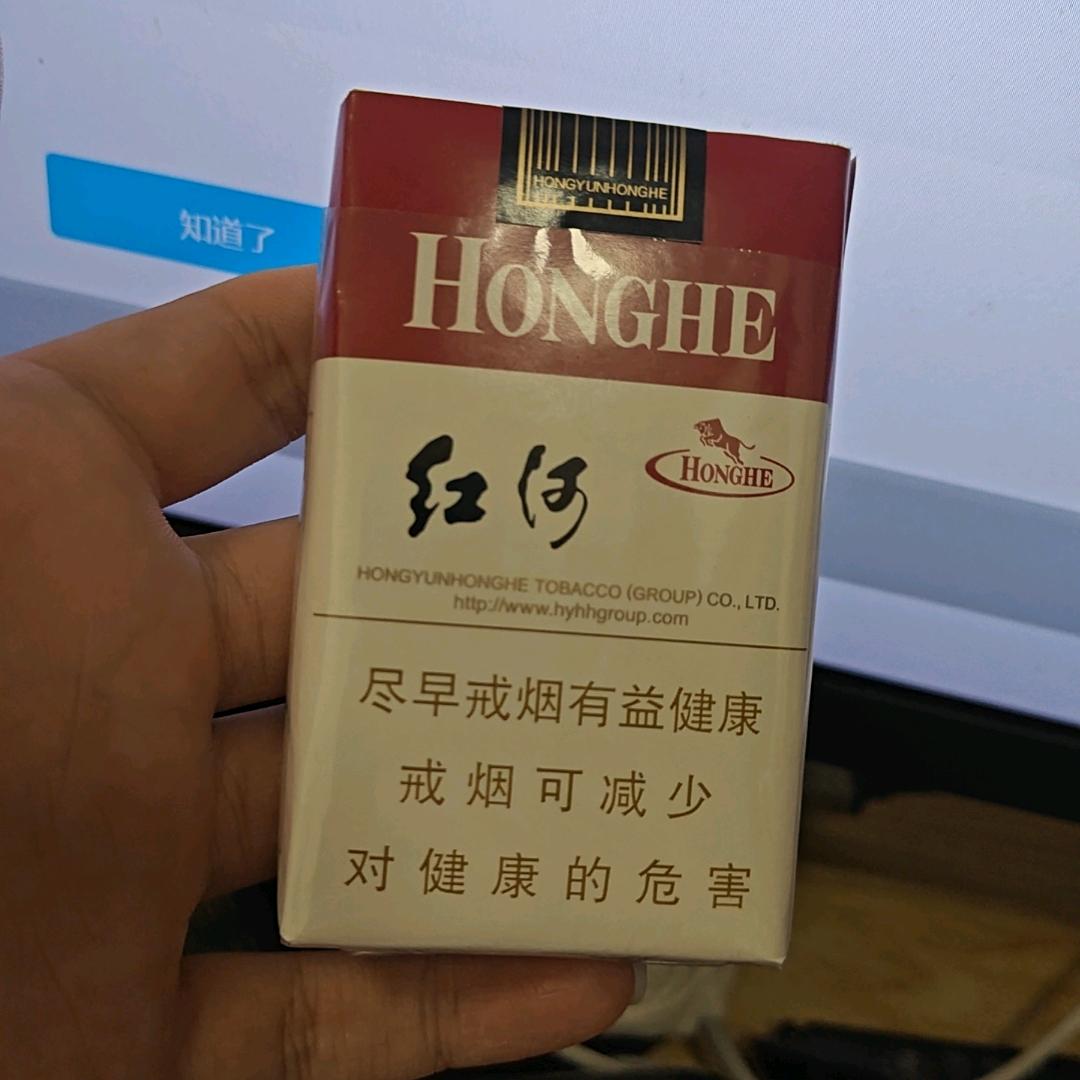 知道了
HONGYUNHONGHE
HONGHE
红河
HONGHE
HONGYUNHONGHE TOBACCO (GROUP) CO., LTD.
http://www.hyhhgroup.com
尽早戒烟有益健康
戒烟可减少
对健康的危害